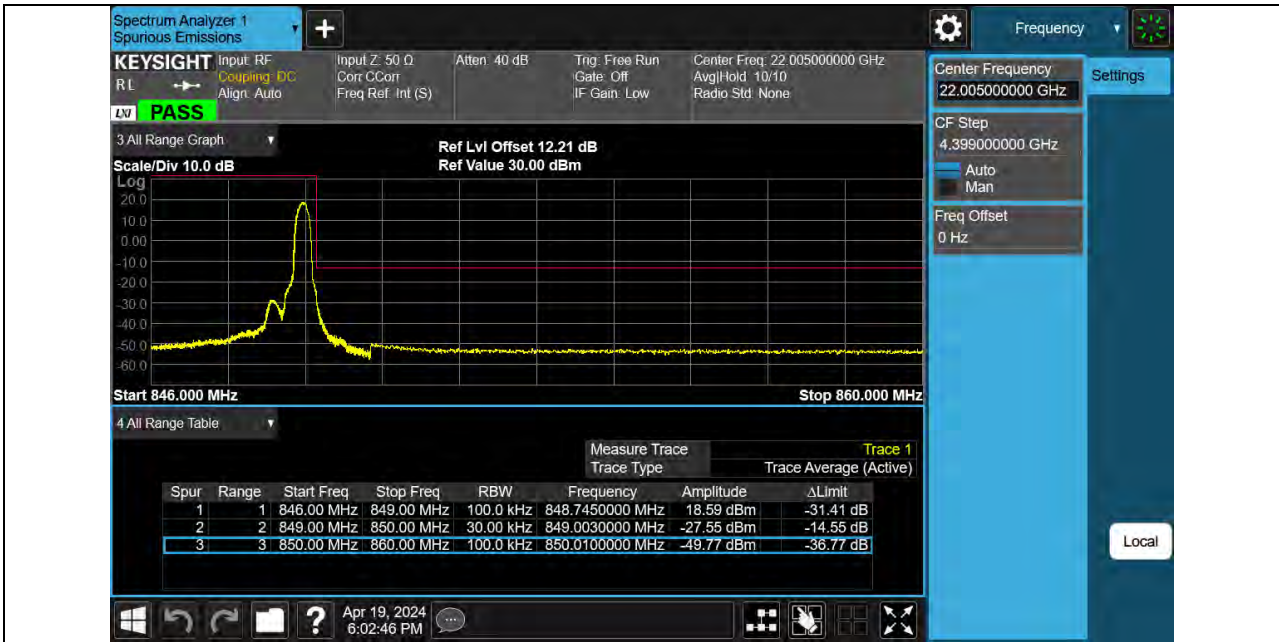 Spectrum Analyzer 1
Spurious Emissions
Frequency
KEYSIGHT
RL
LXI PASS
Input: RF
Coupling: DC
Align: Auto
Input Z: 50 Ω
Corr CCorr
Freq Ref: Int (S)
Atten: 40 dB
Trig: Free Run
Gate: Off
IF Gain: Low
Center Freq: 22.005000000 GHz
Avg|Hold: 10/10
Radio Std: None
Center Frequency
22.005000000 GHz
Settings
CF Step
4.399000000 GHz
Auto
Man
Freq Offset
0 Hz
Local
3 All Range Graph
Scale/Div 10.0 dB
Ref Lvl Offset 12.21 dB
Ref Value 30.00 dBm
Log
20.0
10.0
0.00
-10.0
-20.0
-30.0
-40.0
-50.0
-60.0
Start 846.000 MHz Stop 860.000 MHz
4 All Range Table
Measure Trace Trace 1
Trace Type Trace Average (Active)
Spur Range Start Freq Stop Freq RBW Frequency Amplitude ΔLimit
1 1 846.00 MHz 849.00 MHz 100.0 kHz 848.7450000 MHz 18.59 dBm -31.41 dB
2 2 849.00 MHz 850.00 MHz 30.00 kHz 849.0030000 MHz -27.55 dBm -14.55 dB
3 3 850.00 MHz 860.00 MHz 100.0 kHz 850.0100000 MHz -49.77 dBm -36.77 dB
Apr 19, 2024
6:02:46 PM